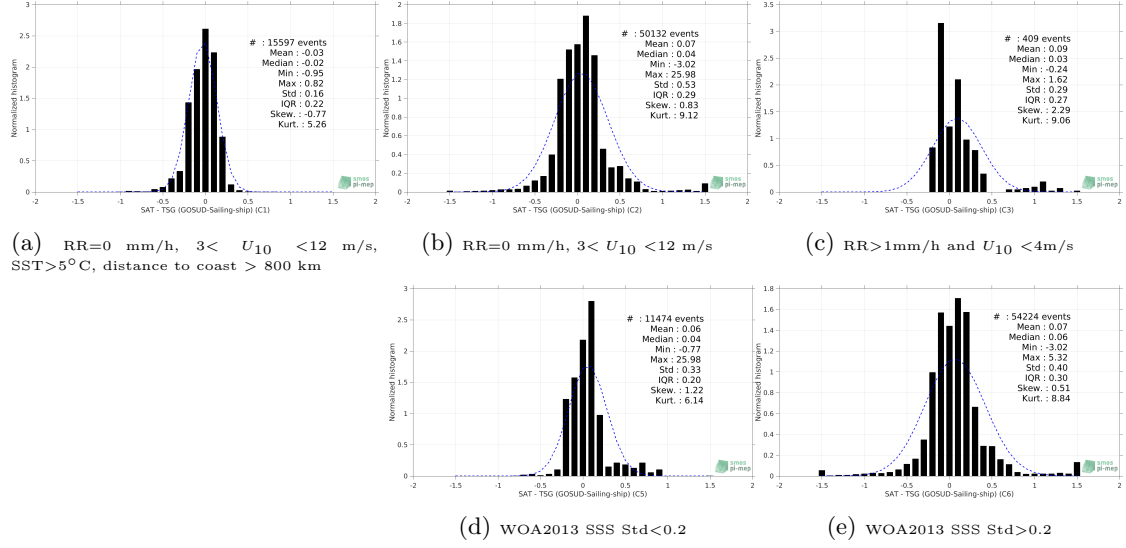 3
2.5
2
1.5
1
0.5
0
-2 -1.5 -1 -0.5 0 0.5 1 1.5 2
Normalized histogram
# : 15597 events
Mean : -0.03
Median : -0.02
Min : -0.95
Max : 0.82
Std : 0.16
IQR : 0.22
Skew. : -0.77
Kurt. : 5.26
smos
pi-mep
SAT - TSG (GOSUD-Sailing-ship) (C1)
(a) RR=0 mm/h, 3< U10 <12 m/s,
SST>5°C, distance to coast > 800 km
2
1.8
1.6
1.4
1.2
1
0.8
0.6
0.4
0.2
0
-2 -1.5 -1 -0.5 0 0.5 1 1.5 2
Normalized histogram
# : 50132 events
Mean : 0.07
Median : 0.04
Min : -3.02
Max : 25.98
Std : 0.53
IQR : 0.29
Skew. : 0.83
Kurt. : 9.12
smos
pi-mep
SAT - TSG (GOSUD-Sailing-ship) (C2)
(b) RR=0 mm/h, 3< U10 <12 m/s
3.5
3
2.5
2
1.5
1
0.5
0
-2 -1.5 -1 -0.5 0 0.5 1 1.5 2
Normalized histogram
# : 409 events
Mean : 0.09
Median : 0.03
Min : -0.24
Max : 1.62
Std : 0.29
IQR : 0.27
Skew. : 2.29
Kurt. : 9.06
smos
pi-mep
SAT - TSG (GOSUD-Sailing-ship) (C3)
(c) RR>1mm/h and U10 <4m/s
3
2.5
2
1.5
1
0.5
0
-2 -1.5 -1 -0.5 0 0.5 1 1.5 2
Normalized histogram
# : 11474 events
Mean : 0.06
Median : 0.04
Min : -0.77
Max : 25.98
Std : 0.33
IQR : 0.20
Skew. : 1.22
Kurt. : 6.14
smos
pi-mep
SAT - TSG (GOSUD-Sailing-ship) (C5)
(d) WOA2013 SSS Std<0.2
1.8
1.6
1.4
1.2
1
0.8
0.6
0.4
0.2
0
-2 -1.5 -1 -0.5 0 0.5 1 1.5 2
Normalized histogram
# : 54224 events
Mean : 0.07
Median : 0.06
Min : -3.02
Max : 5.32
Std : 0.40
IQR : 0.30
Skew. : 0.51
Kurt. : 8.84
smos
pi-mep
SAT - TSG (GOSUD-Sailing-ship) (C6)
(e) WOA2013 SSS Std>0.2